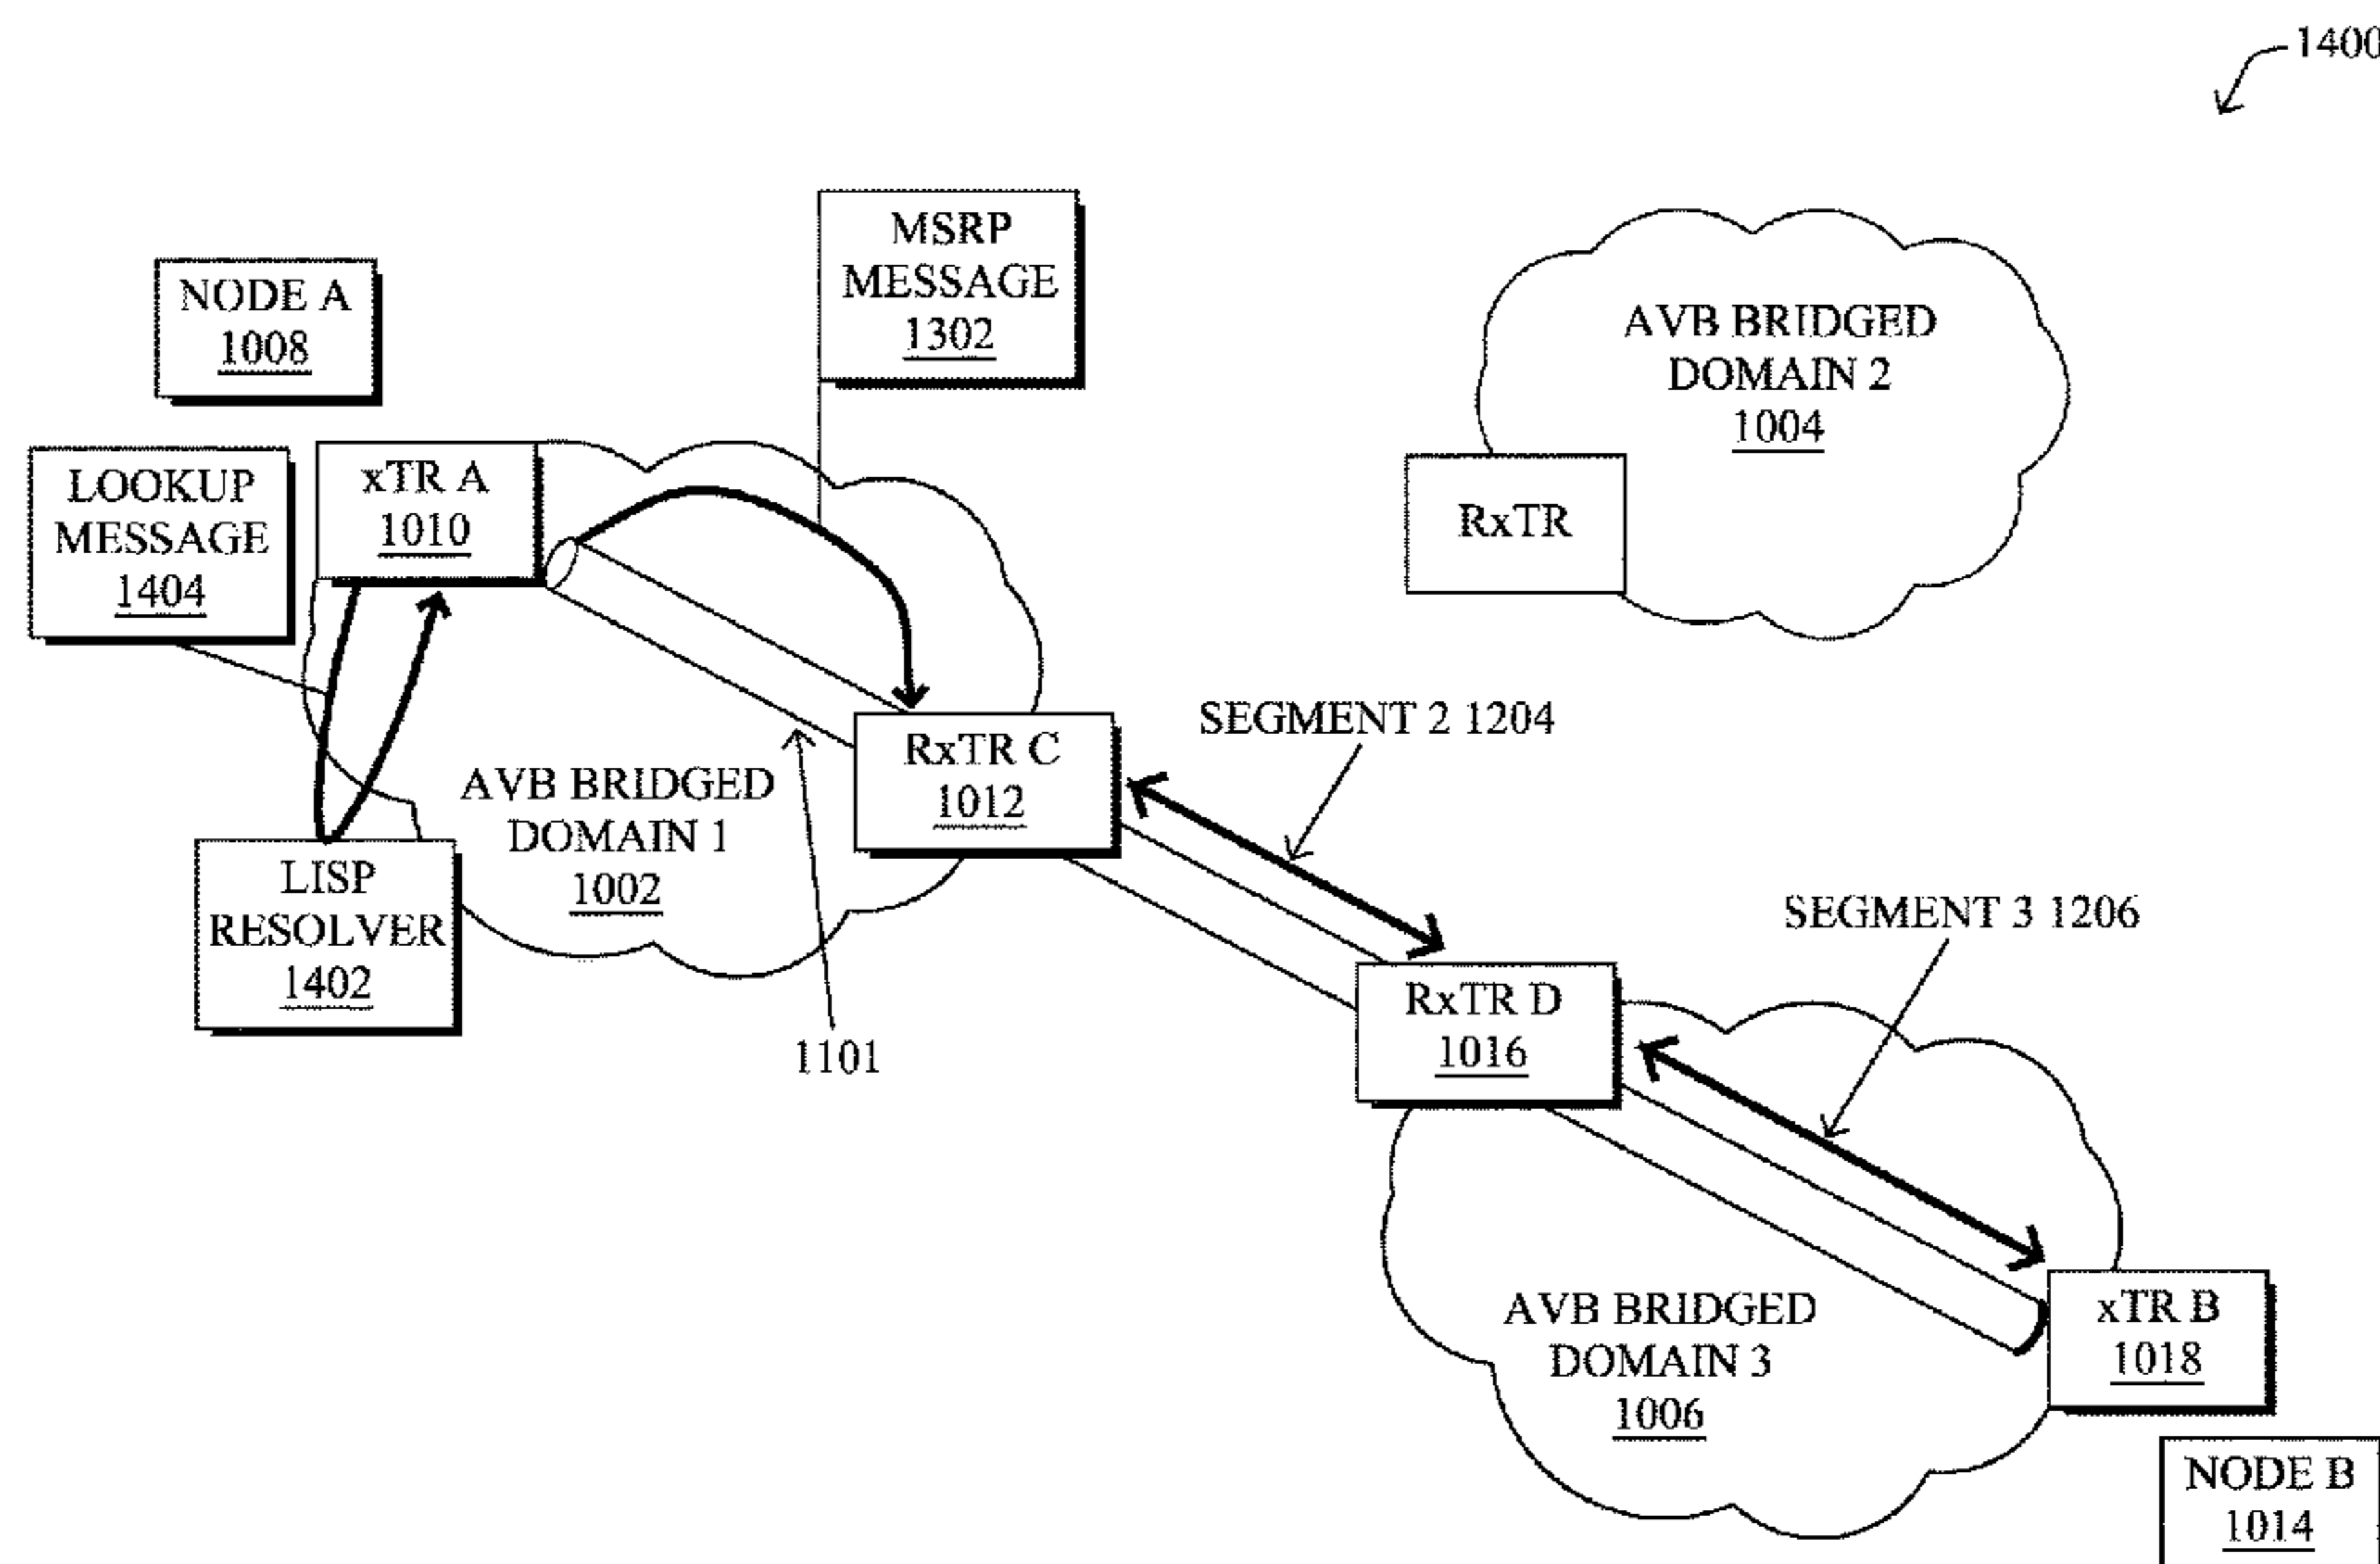 1400
MSRP
MESSAGE
1302
NODE A
1008
AVB BRIDGED
DOMAIN 2
1004
LOOKUP
MESSAGE
1404
xTR A
1010
RxTR
SEGMENT 2 1204
RxTR C
1012
AVB BRIDGED
DOMAIN 1
1002
LISP
RESOLVER
1402
SEGMENT 3 1206
RxTR D
1016
1101
AVB BRIDGED
DOMAIN 3
1006
xTR B
1018
NODE B
1014